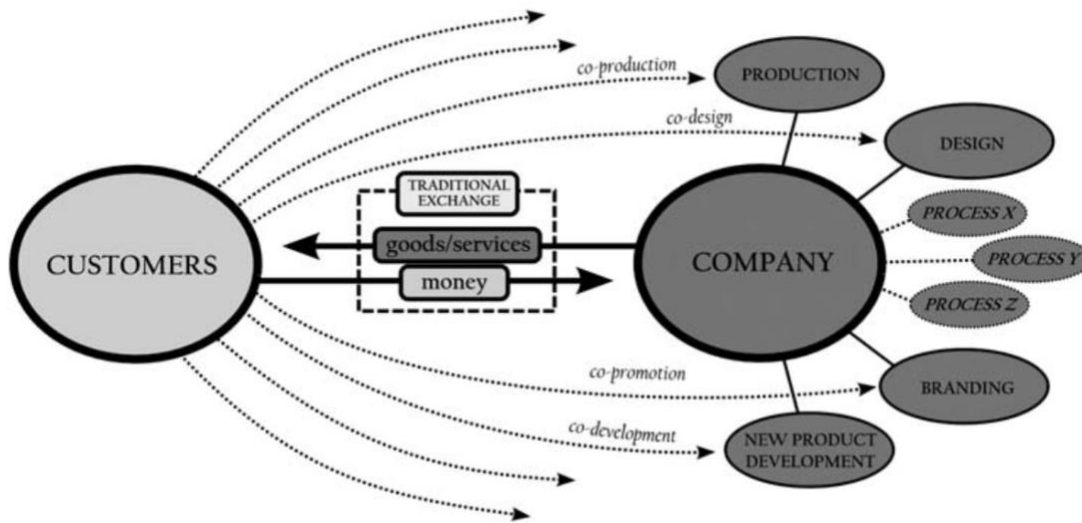 co-production
PRODUCTION
co-design
DESIGN
TRADITIONAL
EXCHANGE
PROCESS X
goods/services
CUSTOMERS
COMPANY
PROCESS Y
money
PROCESS Z
co-promotion
BRANDING
co-development
NEW PRODUCT
DEVELOPMENT